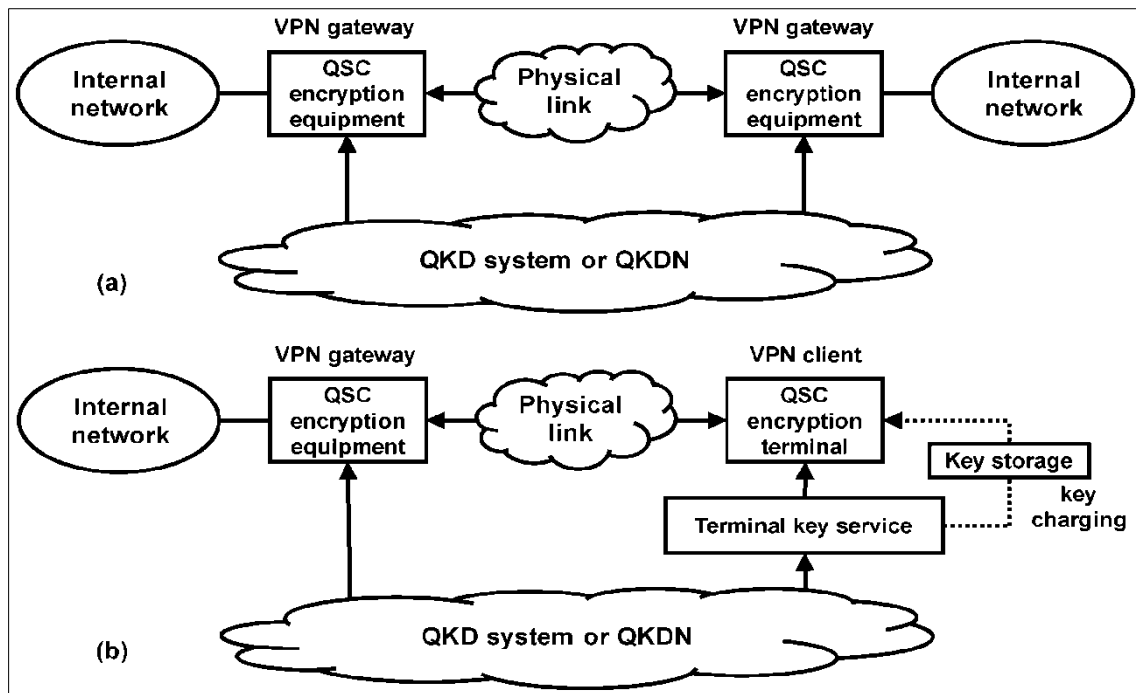 VPN gateway
VPN gateway
Internal
network
QSC
encryption
equipment
Physical
link
QSC
encryption
equipment
Internal
network
QKD system or QKDN
(a)
VPN gateway
VPN client
Internal
network
QSC
encryption
equipment
Physical
link
QSC
encryption
terminal
Key storage
key
charging
Terminal key service
QKD system or QKDN
(b)